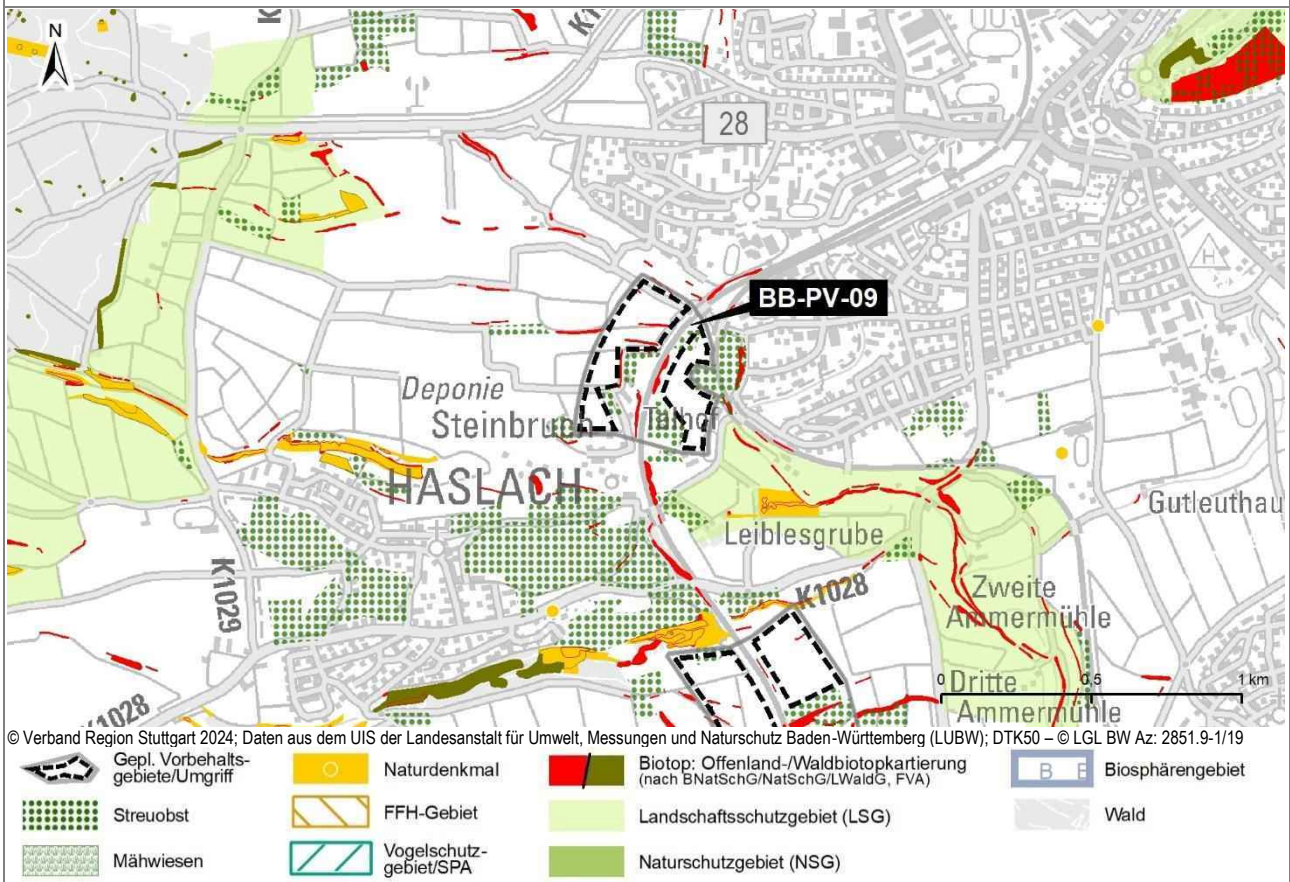 N
K
K1
28
BB-PV-09
Deponie
Steinbruch
Talhof
HASLACH
Leiblesgrube
Gutleuthau
K1029
K1028
Zweite
Ammermühle
0 0,5 1 km
Dritte
Ammermühle
K1028
© Verband Region Stuttgart 2024; Daten aus dem UIS der Landesanstalt für Umwelt, Messungen und Naturschutz Baden-Württemberg (LUBW); DTK50 – © LGL BW Az: 2851.9-1/19
Gepl. Vorbehalts-
gebiete/Umgriff
Naturdenkmal
Biotop: Offenland-/Waldbiotopkartierung
(nach BNatSchG/NatSchG/LWaldG, FVA)
B B
Biosphärengebiet
Streuobst
FFH-Gebiet
Landschaftsschutzgebiet (LSG)
Wald
Mähwiesen
Vogelschutz-
gebiet/SPA
Naturschutzgebiet (NSG)